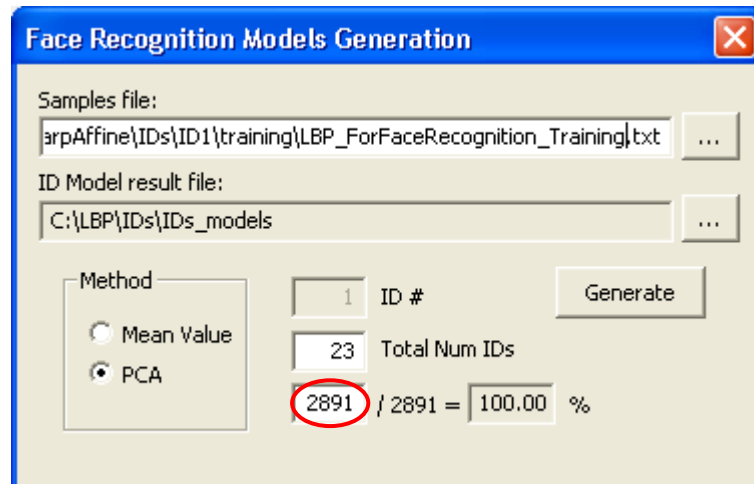 Face Recognition Models Generation
Samples file:
arpAffine\IDs\ID1\training\LBP_ForFaceRecognition_Training.txt ...
ID Model result file:
C:\LBP\IDs\IDs_models ...
Method
Mean Value
PCA
1 ID # Generate
23 Total Num IDs
2891 / 2891 = 100.00 %